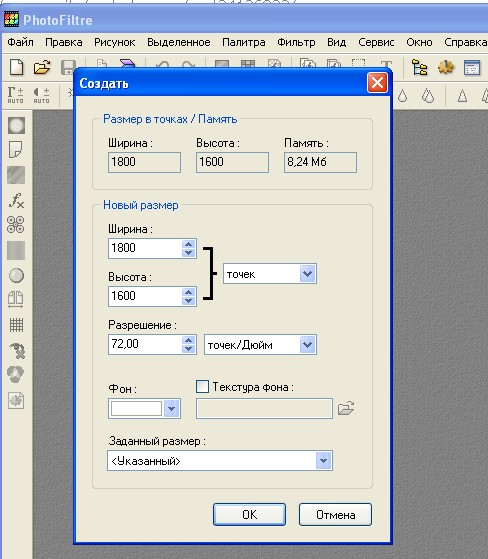 PhotoFiltre
Файл Правка Рисунок Выделенное Палитра Фильтр Вид Сервис Окно Справка
AUTO AUTO
Создать
Размер в точках / Память
Ширина : Высота : Память :
1800 1600 8,24 Мб
Новый размер
Ширина :
1800
точек
Высота :
1600
Разрешение :
72,00 точек/Дюйм
Фон : Текстура фона :
Заданный размер :
<Указанный>
OK Отмена